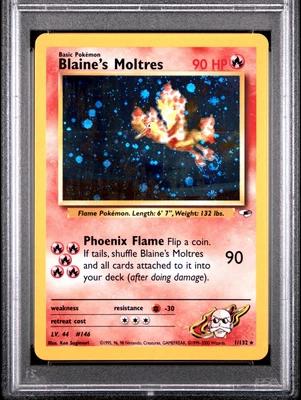 Basic Pokémon
Blaine's Moltres 90 HP
Flame Pokémon. Length: 6' 7", Weight: 132 lbs.
Phoenix Flame Flip a coin.
If tails, shuffle Blaine's Moltres
and all cards attached to it into
your deck (after doing damage).
90
weakness resistance -30
retreat cost
LV. 44 #146
Illus. Ken Sugimori
©1995, 96, 98 Nintendo, Creatures, GAMEFREAK. ©1999-2000 Wizards.
1/132 ★